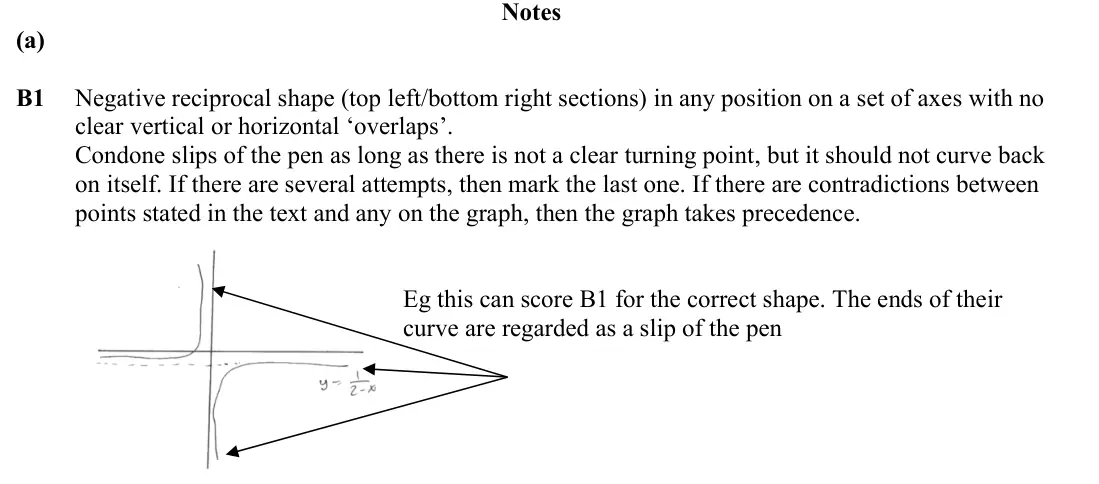 Notes
(a)
B1 Negative reciprocal shape (top left/bottom right sections) in any position on a set of axes with no
clear vertical or horizontal ‘overlaps’.
Condone slips of the pen as long as there is not a clear turning point, but it should not curve back
on itself. If there are several attempts, then mark the last one. If there are contradictions between
points stated in the text and any on the graph, then the graph takes precedence.
Eg this can score B1 for the correct shape. The ends of their
curve are regarded as a slip of the pen
y = 1/2-x